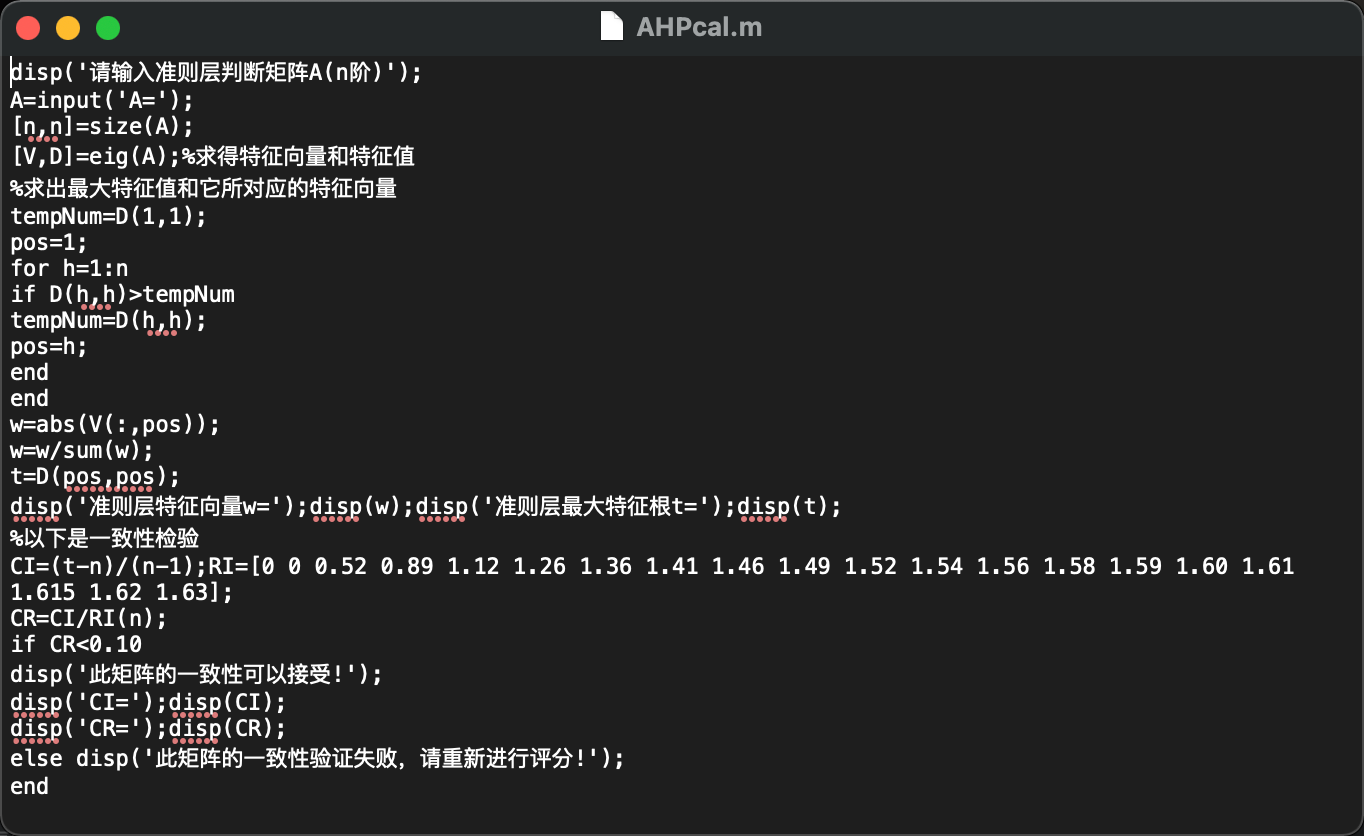 AHPcal.m
disp('请输入准则层判断矩阵A(n阶)');
A=input('A=');
[n,n]=size(A);
[V,D]=eig(A);%求得特征向量和特征值
%求出最大特征值和它所对应的特征向量
tempNum=D(1,1);
pos=1;
for h=1:n
if D(h,h)>tempNum
tempNum=D(h,h);
pos=h;
end
end
w=abs(V(:,pos));
w=w/sum(w);
t=D(pos,pos);
disp('准则层特征向量w=');disp(w);disp('准则层最大特征根t=');disp(t);
%以下是一致性检验
CI=(t-n)/(n-1);RI=[0 0 0.52 0.89 1.12 1.26 1.36 1.41 1.46 1.49 1.52 1.54 1.56 1.58 1.59 1.60 1.61
1.615 1.62 1.63];
CR=CI/RI(n);
if CR<0.10
disp('此矩阵的一致性可以接受!');
disp('CI=');disp(CI);
disp('CR=');disp(CR);
else disp('此矩阵的一致性验证失败，请重新进行评分!');
end